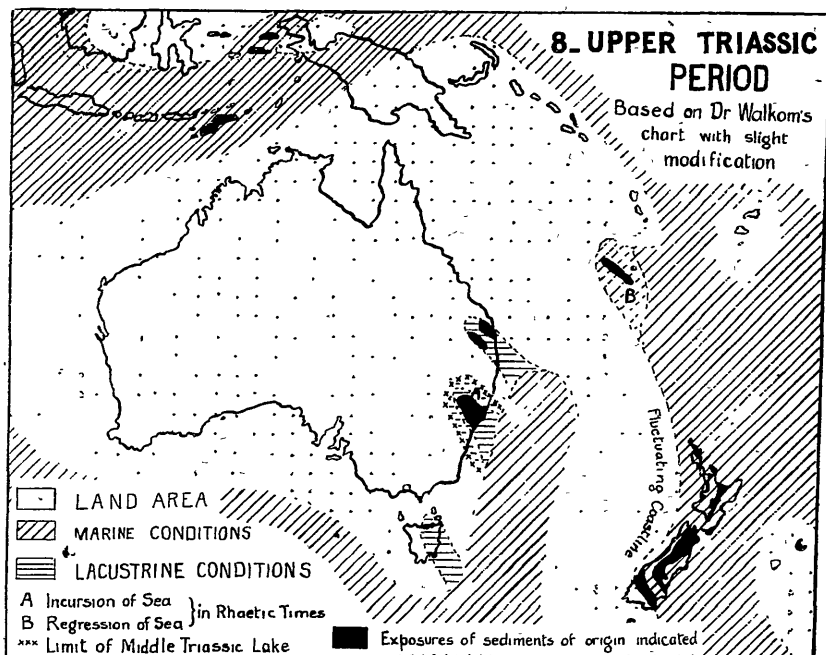 8_UPPER TRIASSIC
PERIOD
Based on Dr Walkom's
chart with slight
modification
B
A
Fluctuating Coastline
LAND AREA
MARINE CONDITIONS
LACUSTRINE CONDITIONS
A Incursion of Sea
B Regression of Sea
} in Rhaetic Times
××× Limit of Middle Triassic Lake
Exposures of sediments of origin indicated